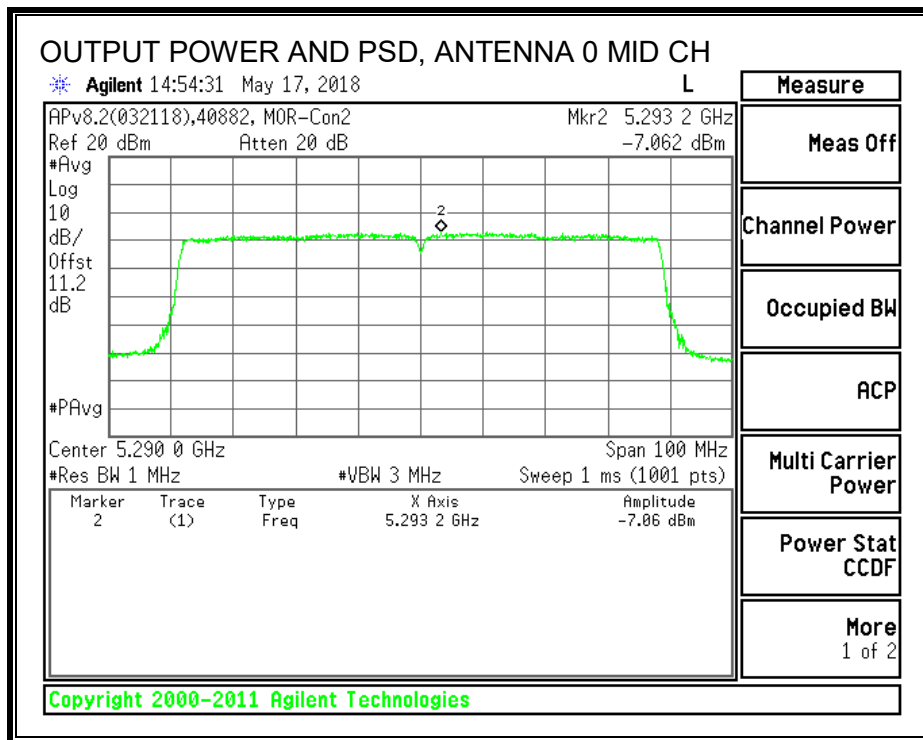 OUTPUT POWER AND PSD, ANTENNA 0 MID CH
Agilent 14:54:31 May 17, 2018 L
APv8.2(032118),40882, MOR-Con2 Mkr2 5.293 2 GHz
Ref 20 dBm Atten 20 dB -7.062 dBm
#Avg
Log
10
dB/
Offst
11.2
dB
#PAvg
2
Center 5.290 0 GHz Span 100 MHz
#Res BW 1 MHz #VBW 3 MHz Sweep 1 ms (1001 pts)
Marker Trace Type X Axis Amplitude
2 (1) Freq 5.293 2 GHz -7.06 dBm
Measure
Meas Off
Channel Power
Occupied BW
ACP
Multi Carrier
Power
Power Stat
CCDF
More
1 of 2
Copyright 2000-2011 Agilent Technologies